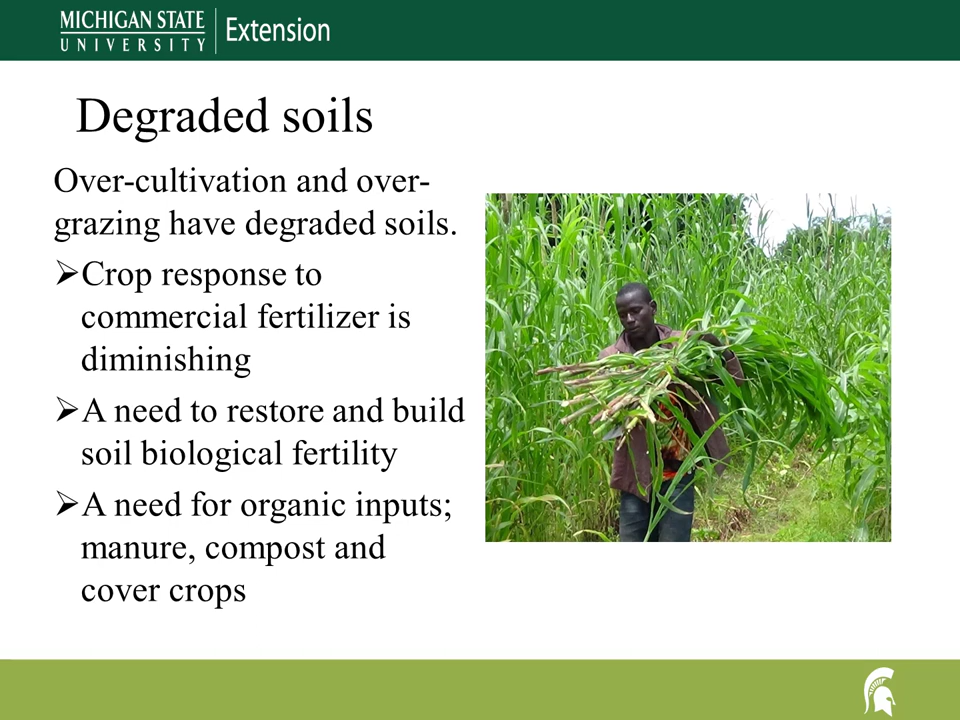 MICHIGAN STATE
UNIVERSITY
Extension
Degraded soils
Over-cultivation and over-
grazing have degraded soils.
➢Crop response to
commercial fertilizer is
diminishing
➢A need to restore and build
soil biological fertility
➢A need for organic inputs;
manure, compost and
cover crops